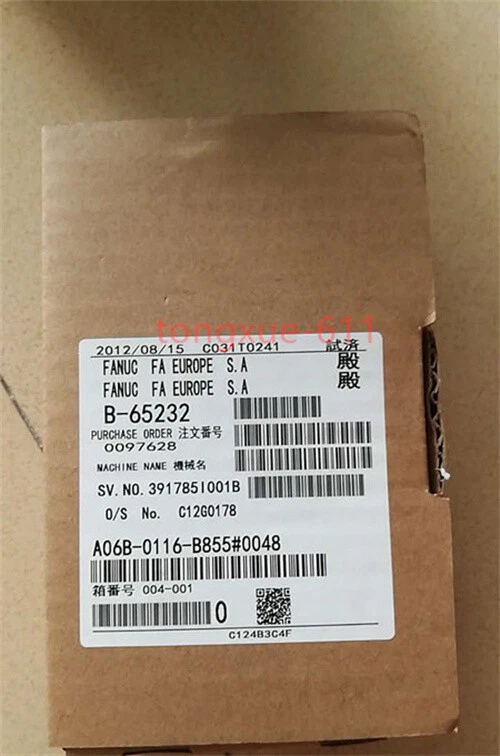 tongxue-611
2012/08/15 C031T0241 試済
FANUC FA EUROPE S.A 殿
FANUC FA EUROPE S.A 殿
B-65232
PURCHASE ORDER 注文番号
0097628
MACHINE NAME 機械名
SV.NO.391785I001B
O/S No. C12G0178
A06B-0116-B855#0048
箱番号 004-001
0
C124B3C4F